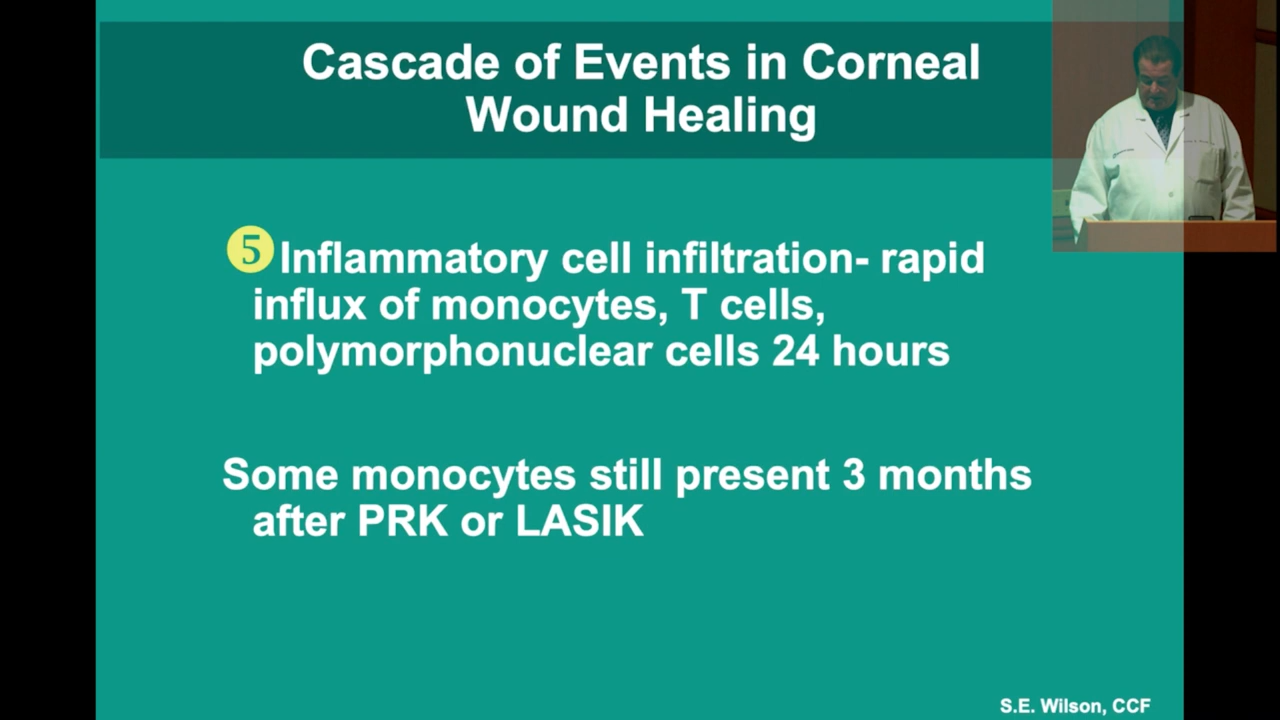 Cascade of Events in Corneal
Wound Healing
5 Inflammatory cell infiltration- rapid
influx of monocytes, T cells,
polymorphonuclear cells 24 hours
Some monocytes still present 3 months
after PRK or LASIK
S.E. Wilson, CCF